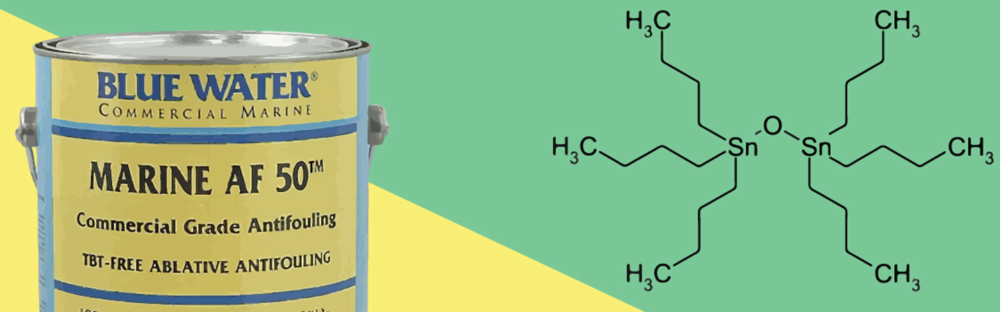 BLUE WATER®
COMMERCIAL MARINE
MARINE AF 50™
Commercial Grade Antifouling
TBT-FREE ABLATIVE ANTIFOULING
H₃C
CH₃
O
H₃C
Sn
Sn
CH₃
H₃C
CH₃